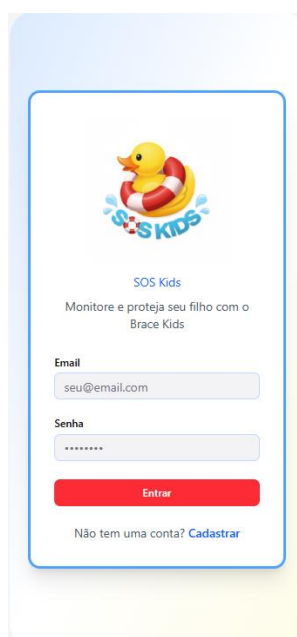 SOS KIDS
SOS Kids
Monitore e proteja seu filho com o
Brace Kids
Email
seu@email.com
Senha
••••••••
Entrar
Não tem uma conta? Cadastrar